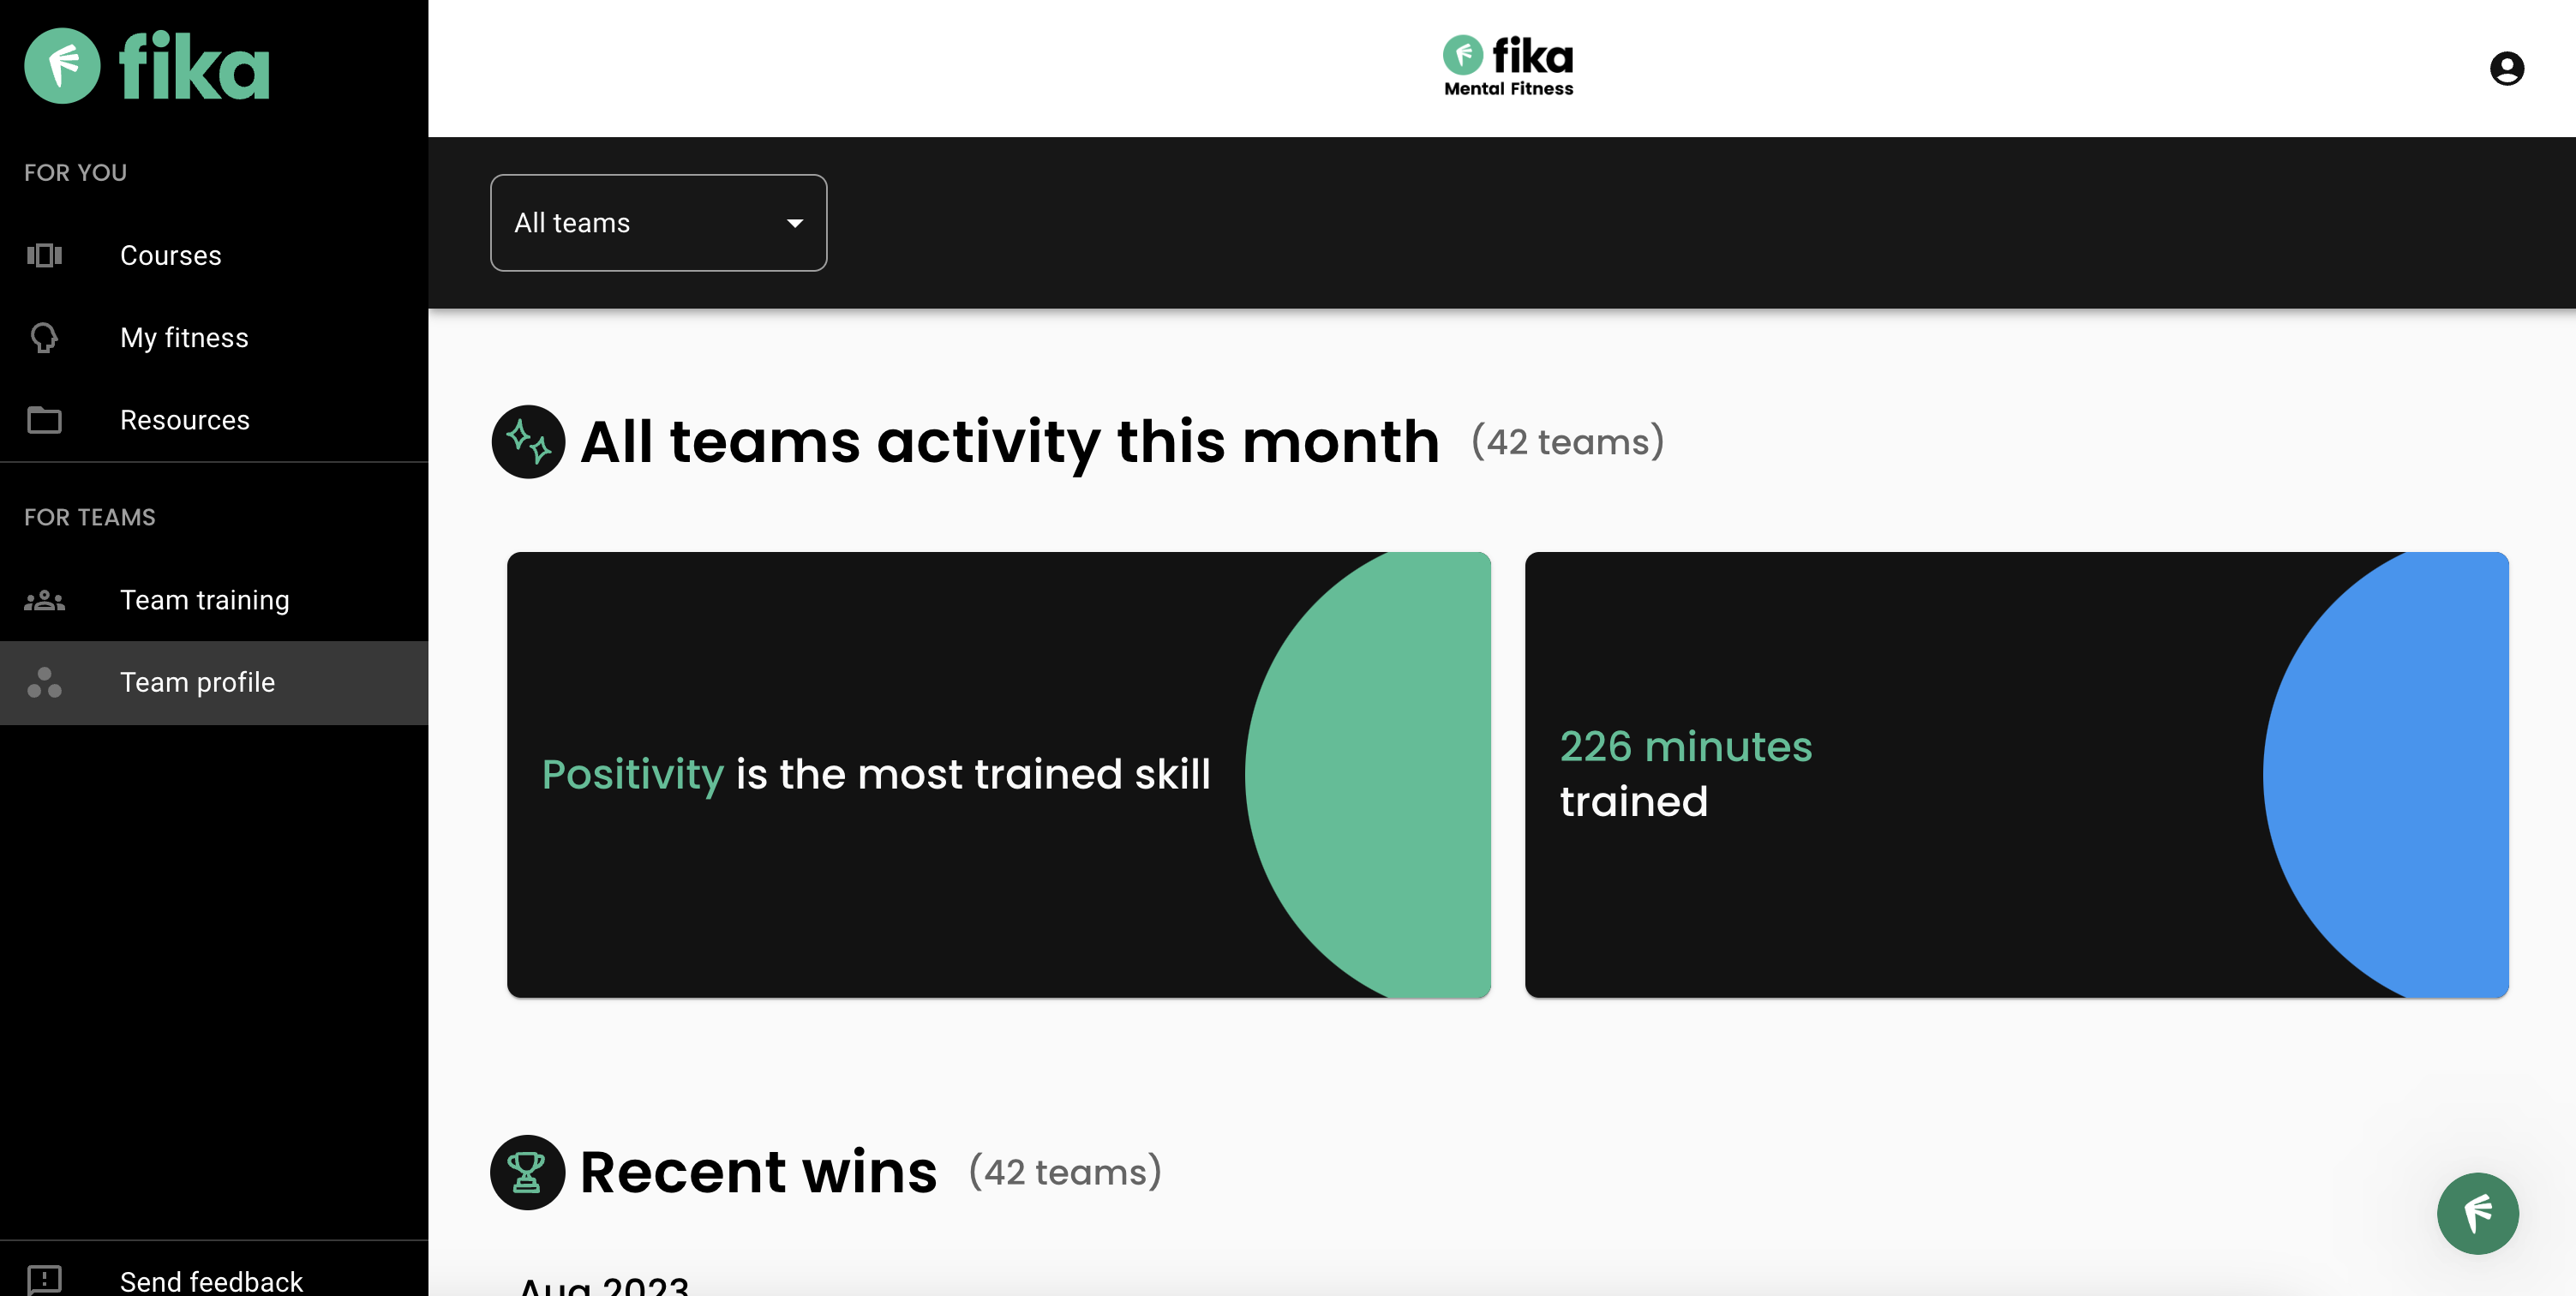 fika
FOR YOU
Courses
My fitness
Resources
FOR TEAMS
Team training
Team profile
Send feedback
fika
Mental Fitness
All teams
All teams activity this month (42 teams)
Positivity is the most trained skill
226 minutes
trained
Recent wins (42 teams)
Aug 2023